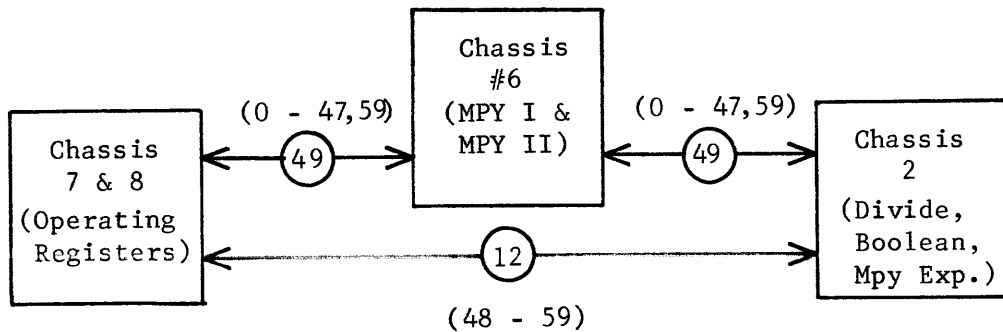 Chassis
#6
(MPY I &
MPY II)
(0 - 47,59)
49
(0 - 47,59)
49
Chassis
7 & 8
(Operating
Registers)
Chassis
2
(Divide,
Boolean,
Mpy Exp.)
12
(48 - 59)